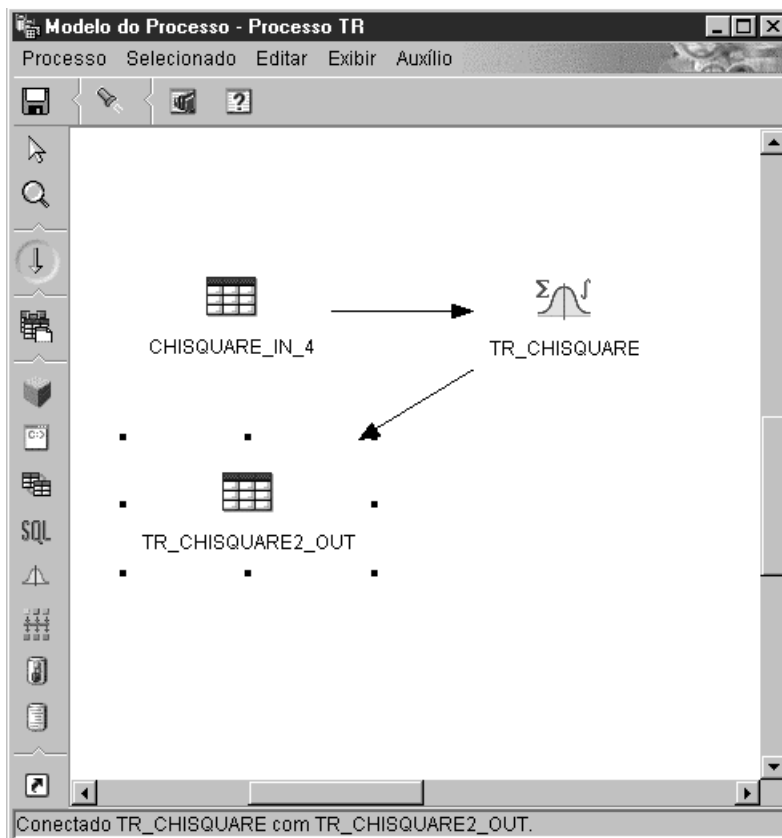 Modelo do Processo - Processo TR
Processo Selecionado Editar Exibir Auxílio
CHISQUARE_IN_4
TR_CHISQUARE
TR_CHISQUARE2_OUT
SQL
Conectado TR_CHISQUARE com TR_CHISQUARE2_OUT.